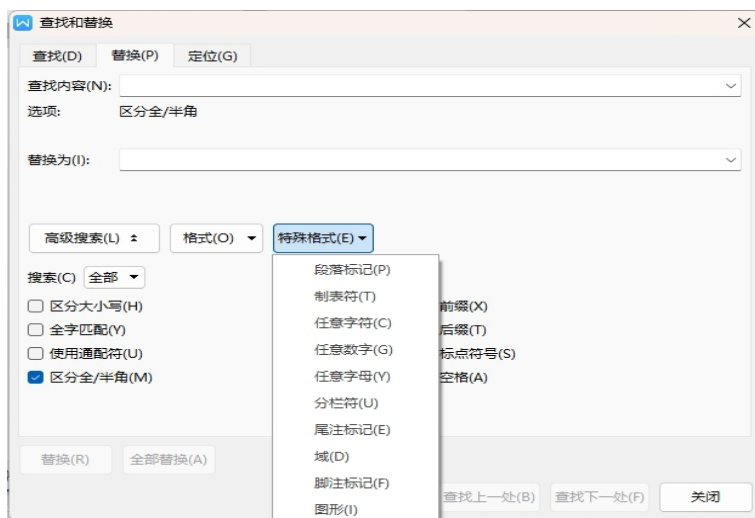 查找和替换
查找(D) 替换(P) 定位(G)
查找内容(N):
选项: 区分全/半角
替换为(I):
高级搜索(L) 格式(O) 特殊格式(E)
段落标记(P)
搜索(C) 全部
制表符(T)
区分大小写(H) 前缀(X)
任意字符(C)
全字匹配(Y) 后缀(T)
任意数字(G)
使用通配符(U) 标点符号(S)
任意字母(Y)
区分全/半角(M) 空格(A)
分栏符(U)
尾注标记(E)
域(D)
替换(R) 全部替换(A)
脚注标记(F)
查找上一处(B) 查找下一处(F) 关闭
图形(I)